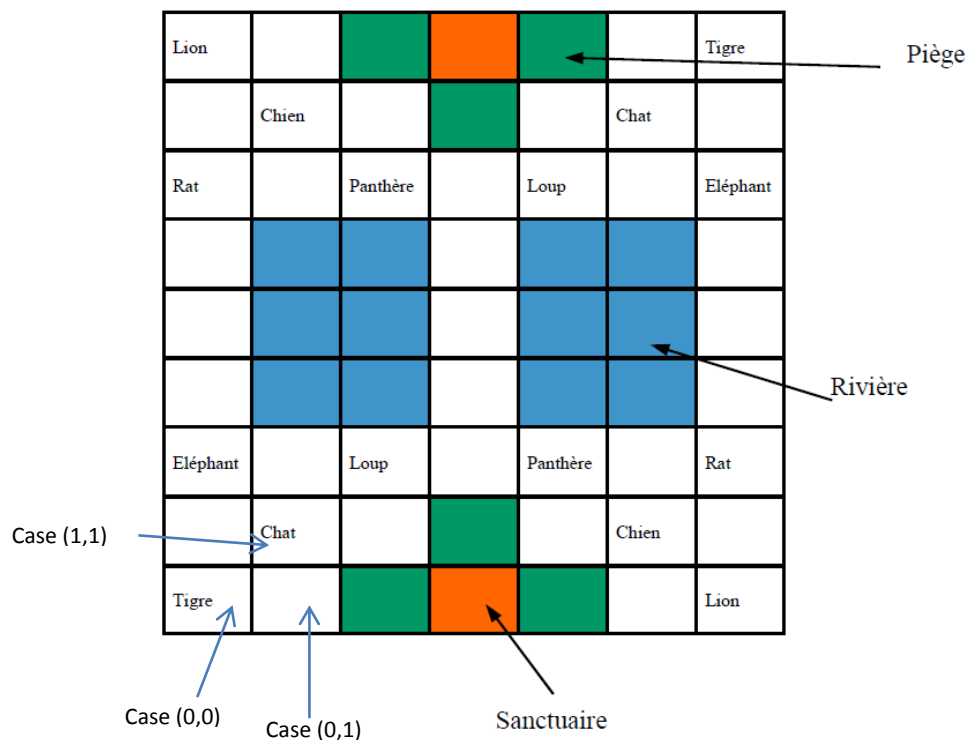 Lion
Tigre
Piège
Chien
Chat
Rat
Panthère
Loup
Eléphant
Rivière
Eléphant
Loup
Panthère
Rat
Case (1,1)
Chat
Chien
Tigre
Lion
Case (0,0)
Case (0,1)
Sanctuaire